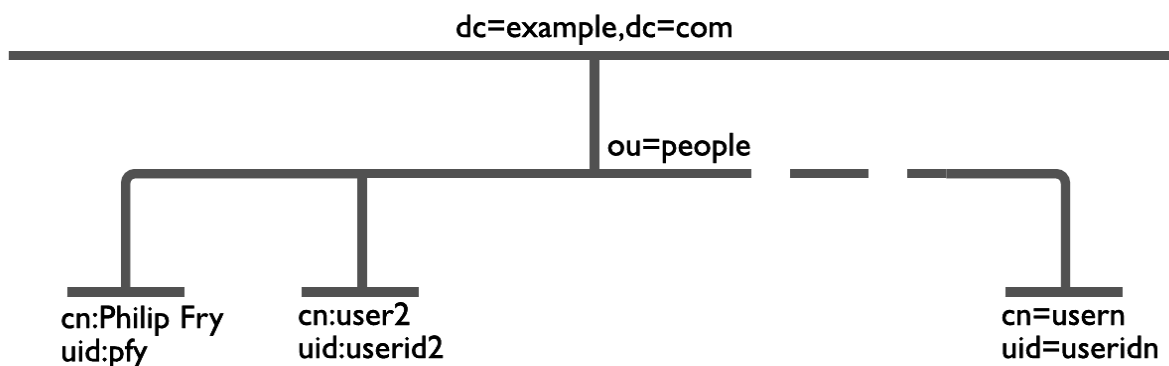 dc=example,dc=com
ou=people
cn:Philip Fry
uid:pfy
cn:user2
uid:userid2
cn=usern
uid=useridn